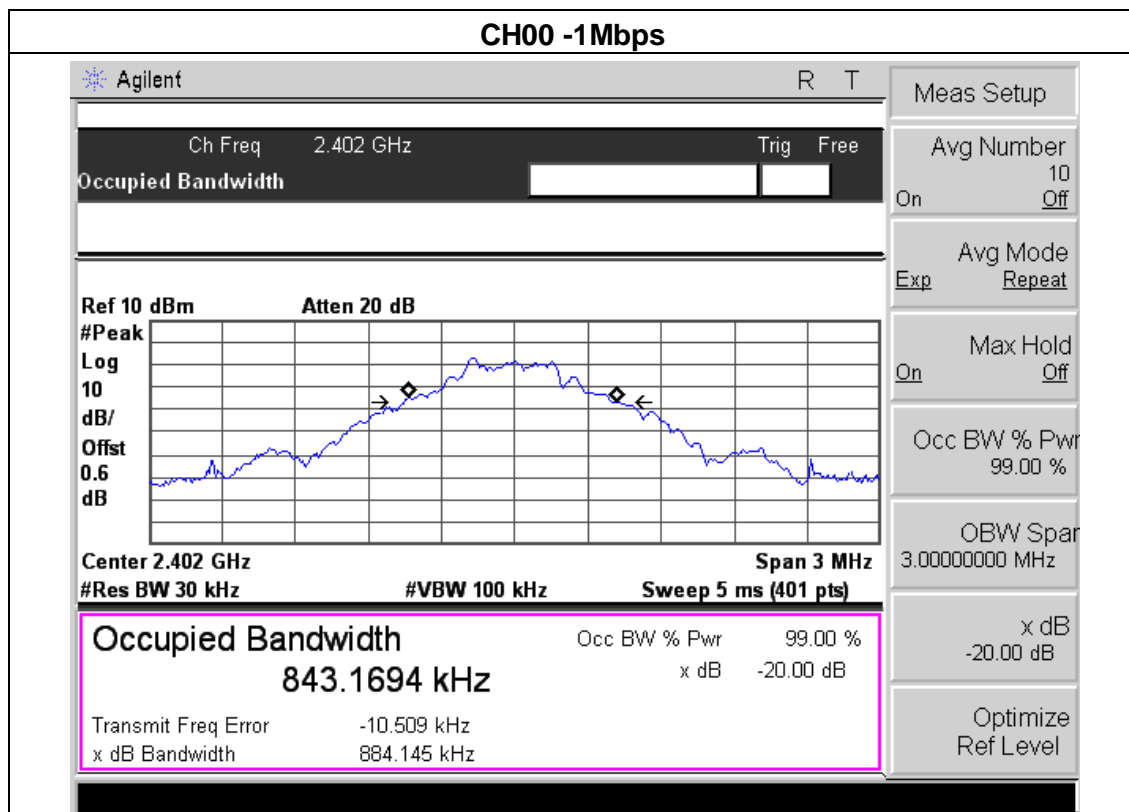 CH00 -1Mbps
Agilent R T
Ch Freq 2.402 GHz Trig Free
Occupied Bandwidth
Ref 10 dBm Atten 20 dB
#Peak
Log
10
dB/
Offst
0.6
dB
Center 2.402 GHz Span 3 MHz
#Res BW 30 kHz #VBW 100 kHz Sweep 5 ms (401 pts)
Occupied Bandwidth Occ BW % Pwr 99.00 %
843.1694 kHz x dB -20.00 dB
Transmit Freq Error -10.509 kHz
x dB Bandwidth 884.145 kHz
Meas Setup
Avg Number
10
On Off
Avg Mode
Exp Repeat
Max Hold
On Off
Occ BW % Pwr
99.00 %
OBW Span
3.00000000 MHz
x dB
-20.00 dB
Optimize
Ref Level